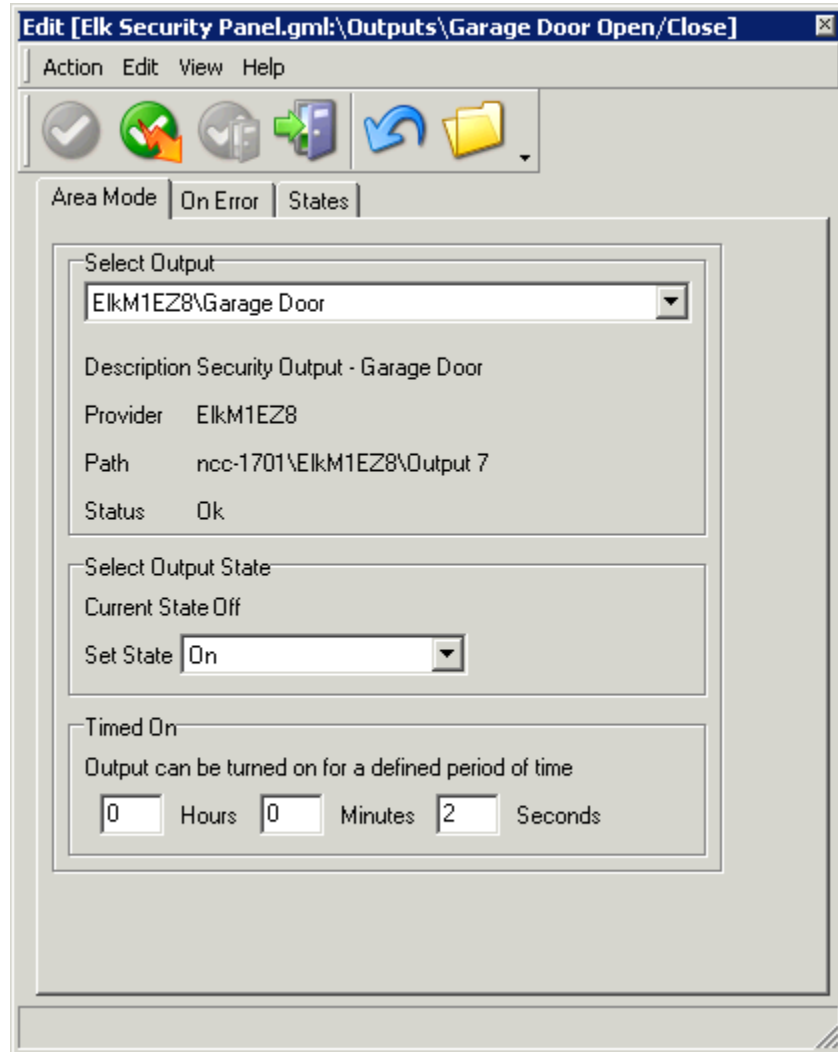 Edit [Elk Security Panel.gml:\Outputs\Garage Door Open/Close]
Action Edit View Help
Area Mode On Error States
Select Output
ElkM1EZ8\Garage Door
Description Security Output - Garage Door
Provider ElkM1EZ8
Path ncc-1701\ElkM1EZ8\Output 7
Status Ok
Select Output State
Current State Off
Set State On
Timed On
Output can be turned on for a defined period of time
0 Hours 0 Minutes 2 Seconds